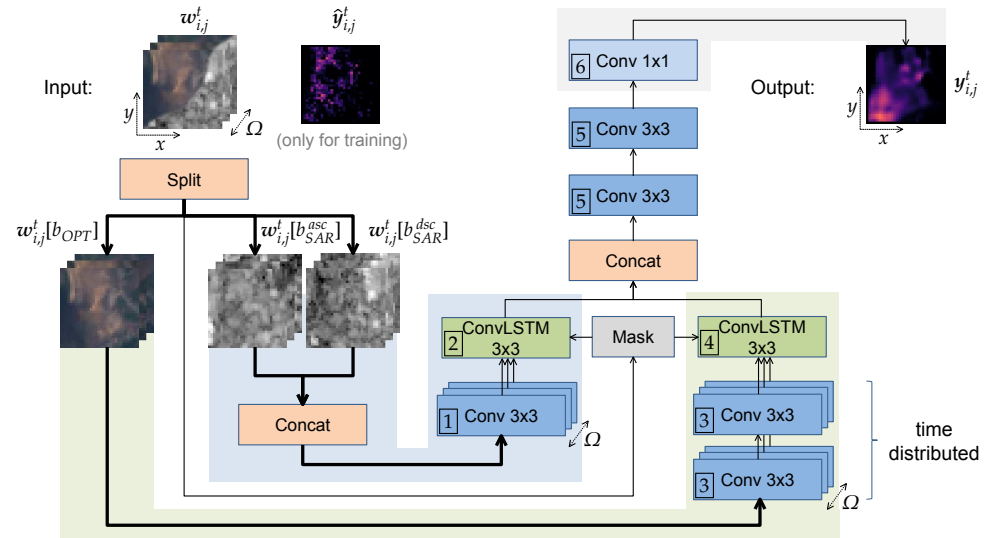 w^t_{i,j}
ŷ^t_{i,j}
Input:
y
x
Ω
(only for training)
6 Conv 1x1
Output:
y^t_{i,j}
5 Conv 3x3
5 Conv 3x3
Split
w^t_{i,j}[b_{OPT}]
w^t_{i,j}[b^{asc}_{SAR}]
w^t_{i,j}[b^{dsc}_{SAR}]
Concat
2 ConvLSTM
3x3
Mask
4 ConvLSTM
3x3
Concat
1 Conv 3x3
Ω
3 Conv 3x3
time
distributed
3 Conv 3x3
Ω